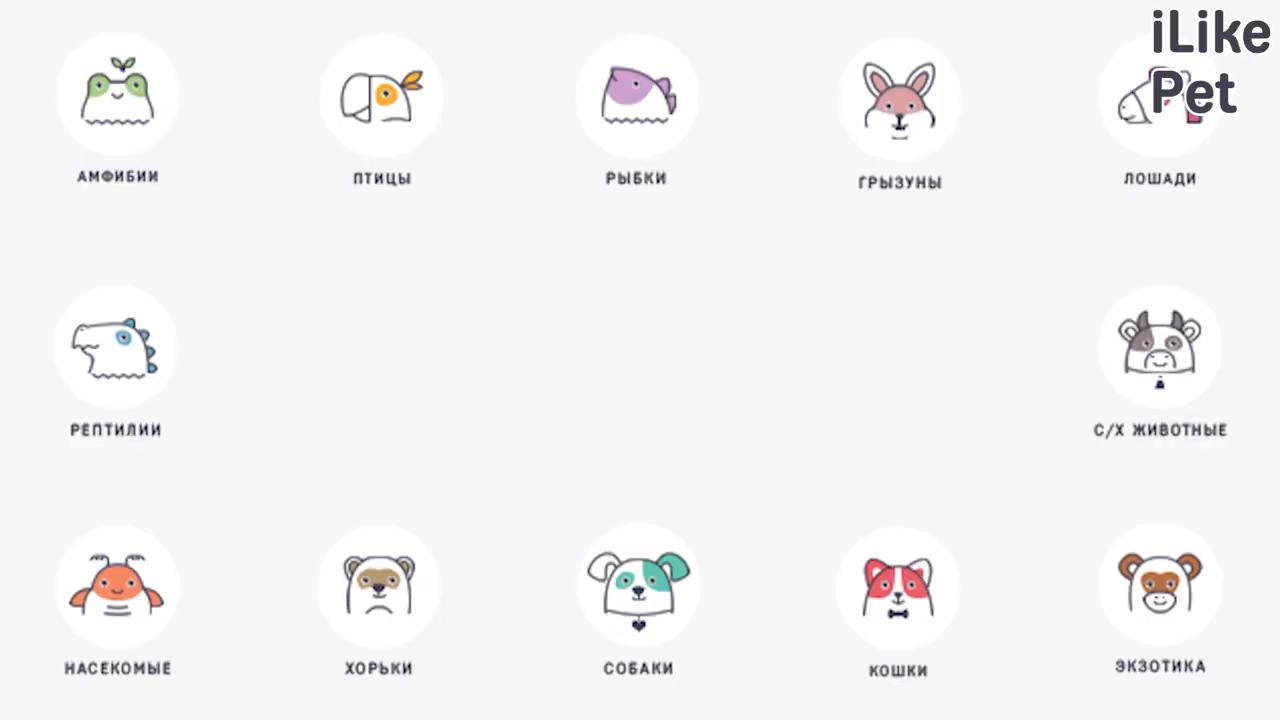 iLike
Pet
АМФИБИИ
ПТИЦЫ
РЫБКИ
ГРЫЗУНЫ
ЛОШАДИ
РЕПТИЛИИ
С/Х ЖИВОТНЫЕ
НАСЕКОМЫЕ
ХОРЬКИ
СОБАКИ
КОШКИ
ЭКЗОТИКА